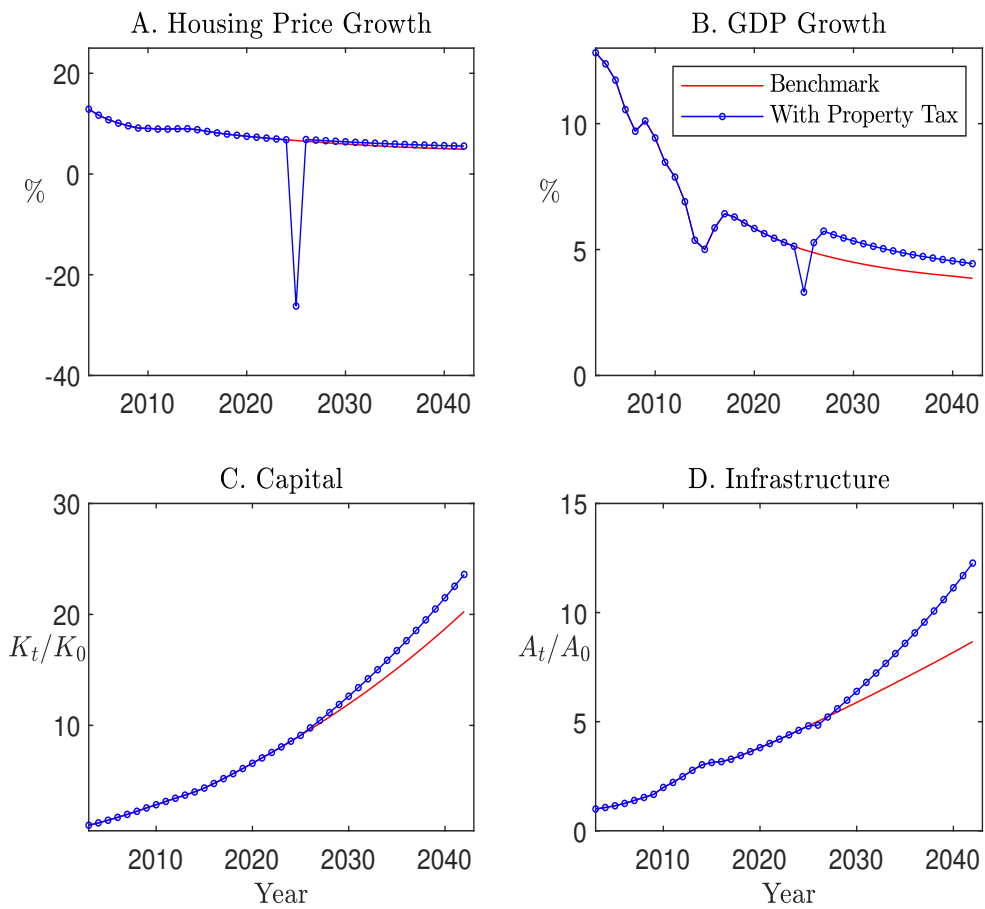 A. Housing Price Growth
20
0
-20
-40
%
2010 2020 2030 2040
B. GDP Growth
Benchmark
With Property Tax
10
5
0
%
2010 2020 2030 2040
C. Capital
30
20
10
K_t/K_0
2010 2020 2030 2040
Year
D. Infrastructure
15
10
5
0
A_t/A_0
2010 2020 2030 2040
Year